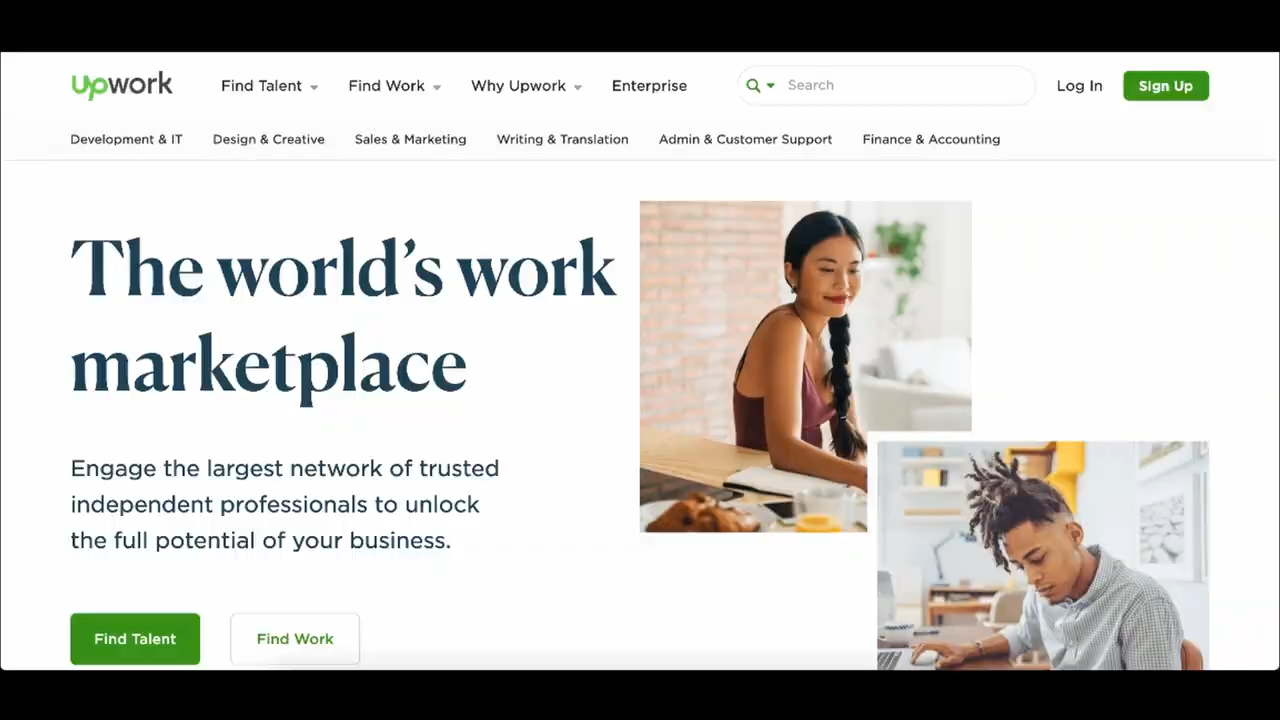 upwork
Find Talent
Find Work
Why Upwork
Enterprise
Search
Log In
Sign Up
Development & IT
Design & Creative
Sales & Marketing
Writing & Translation
Admin & Customer Support
Finance & Accounting
The world's work
marketplace
Engage the largest network of trusted
independent professionals to unlock
the full potential of your business.
Find Talent
Find Work